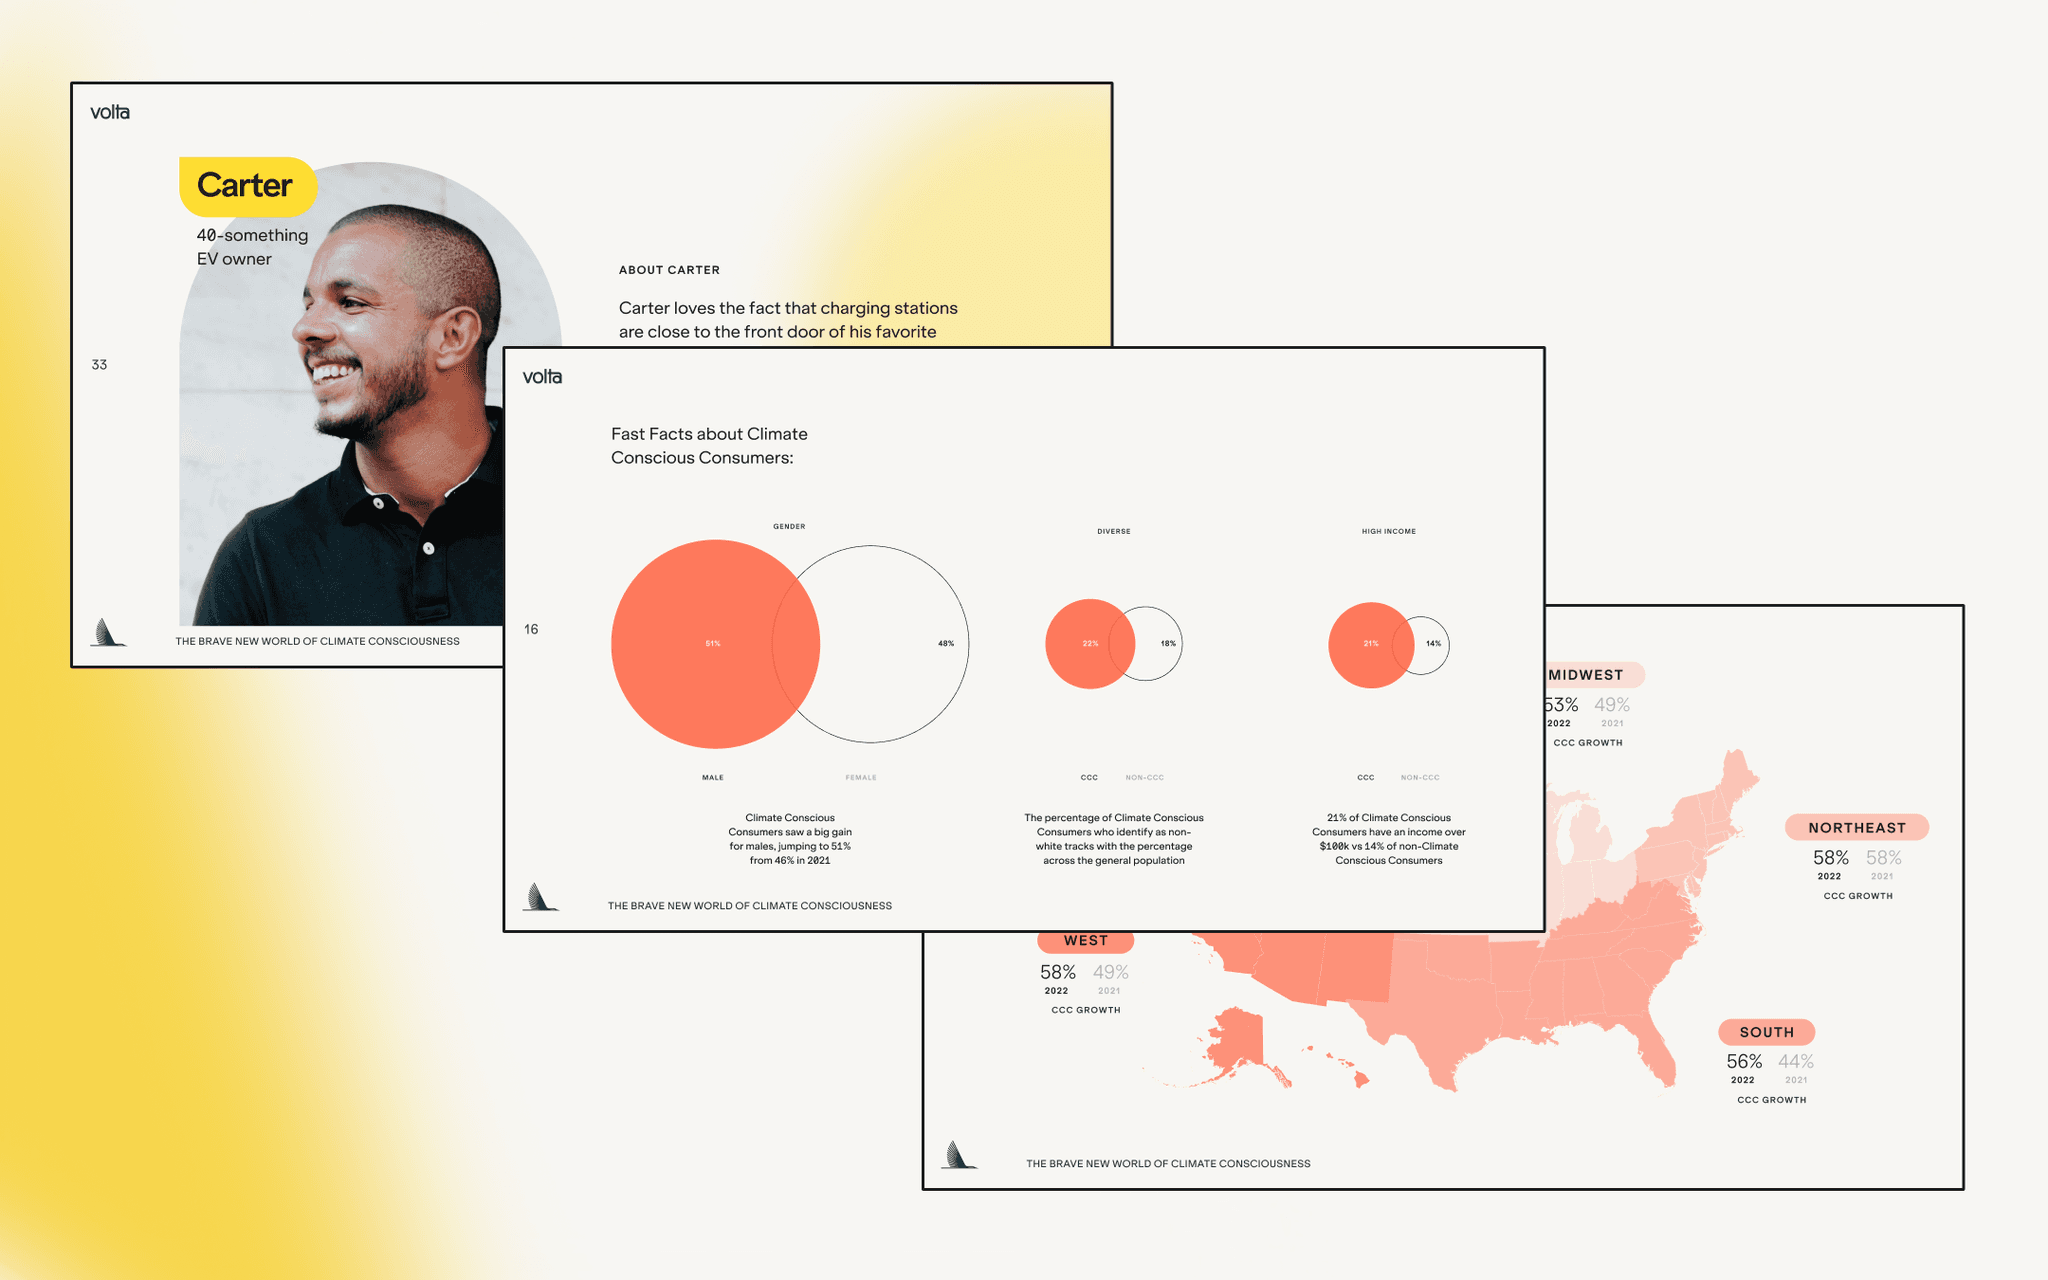 volta
Carter
40-something
EV owner
ABOUT CARTER
Carter loves the fact that charging stations
are close to the front door of his favorite
33
THE BRAVE NEW WORLD OF CLIMATE CONSCIOUSNESS
volta
Fast Facts about Climate
Conscious Consumers:
16
GENDER
51%
48%
MALE
FEMALE
Climate Conscious
Consumers saw a big gain
for males, jumping to 51%
from 46% in 2021
DIVERSE
22%
18%
CCC
NON-CCC
The percentage of Climate Conscious
Consumers who identify as non-
white tracks with the percentage
across the general population
HIGH INCOME
21%
14%
CCC
NON-CCC
21% of Climate Conscious
Consumers have an income over
$100k vs 14% of non-Climate
Conscious Consumers
THE BRAVE NEW WORLD OF CLIMATE CONSCIOUSNESS
MIDWEST
53% 49%
2022 2021
CCC GROWTH
NORTHEAST
58% 58%
2022 2021
CCC GROWTH
WEST
58% 49%
2022 2021
CCC GROWTH
SOUTH
56% 44%
2022 2021
CCC GROWTH
THE BRAVE NEW WORLD OF CLIMATE CONSCIOUSNESS